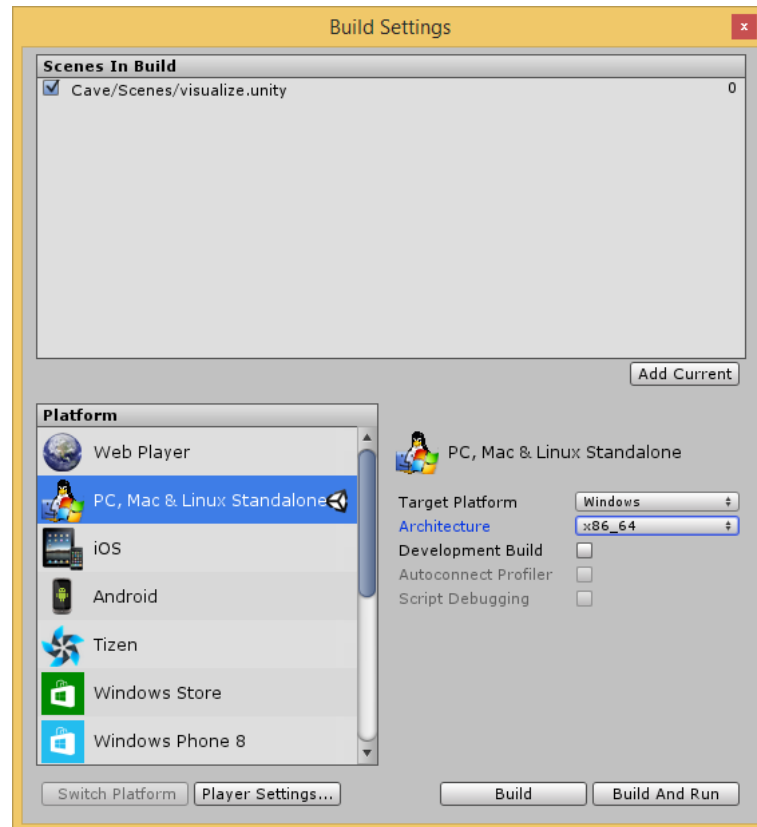 Build Settings
x
Scenes In Build
Cave/Scenes/visualize.unity 0
Add Current
Platform
Web Player
PC, Mac & Linux Standalone
iOS
Android
Tizen
Windows Store
Windows Phone 8
PC, Mac & Linux Standalone
Target Platform Windows
Architecture x86_64
Development Build
Autoconnect Profiler
Script Debugging
Switch Platform Player Settings... Build Build And Run